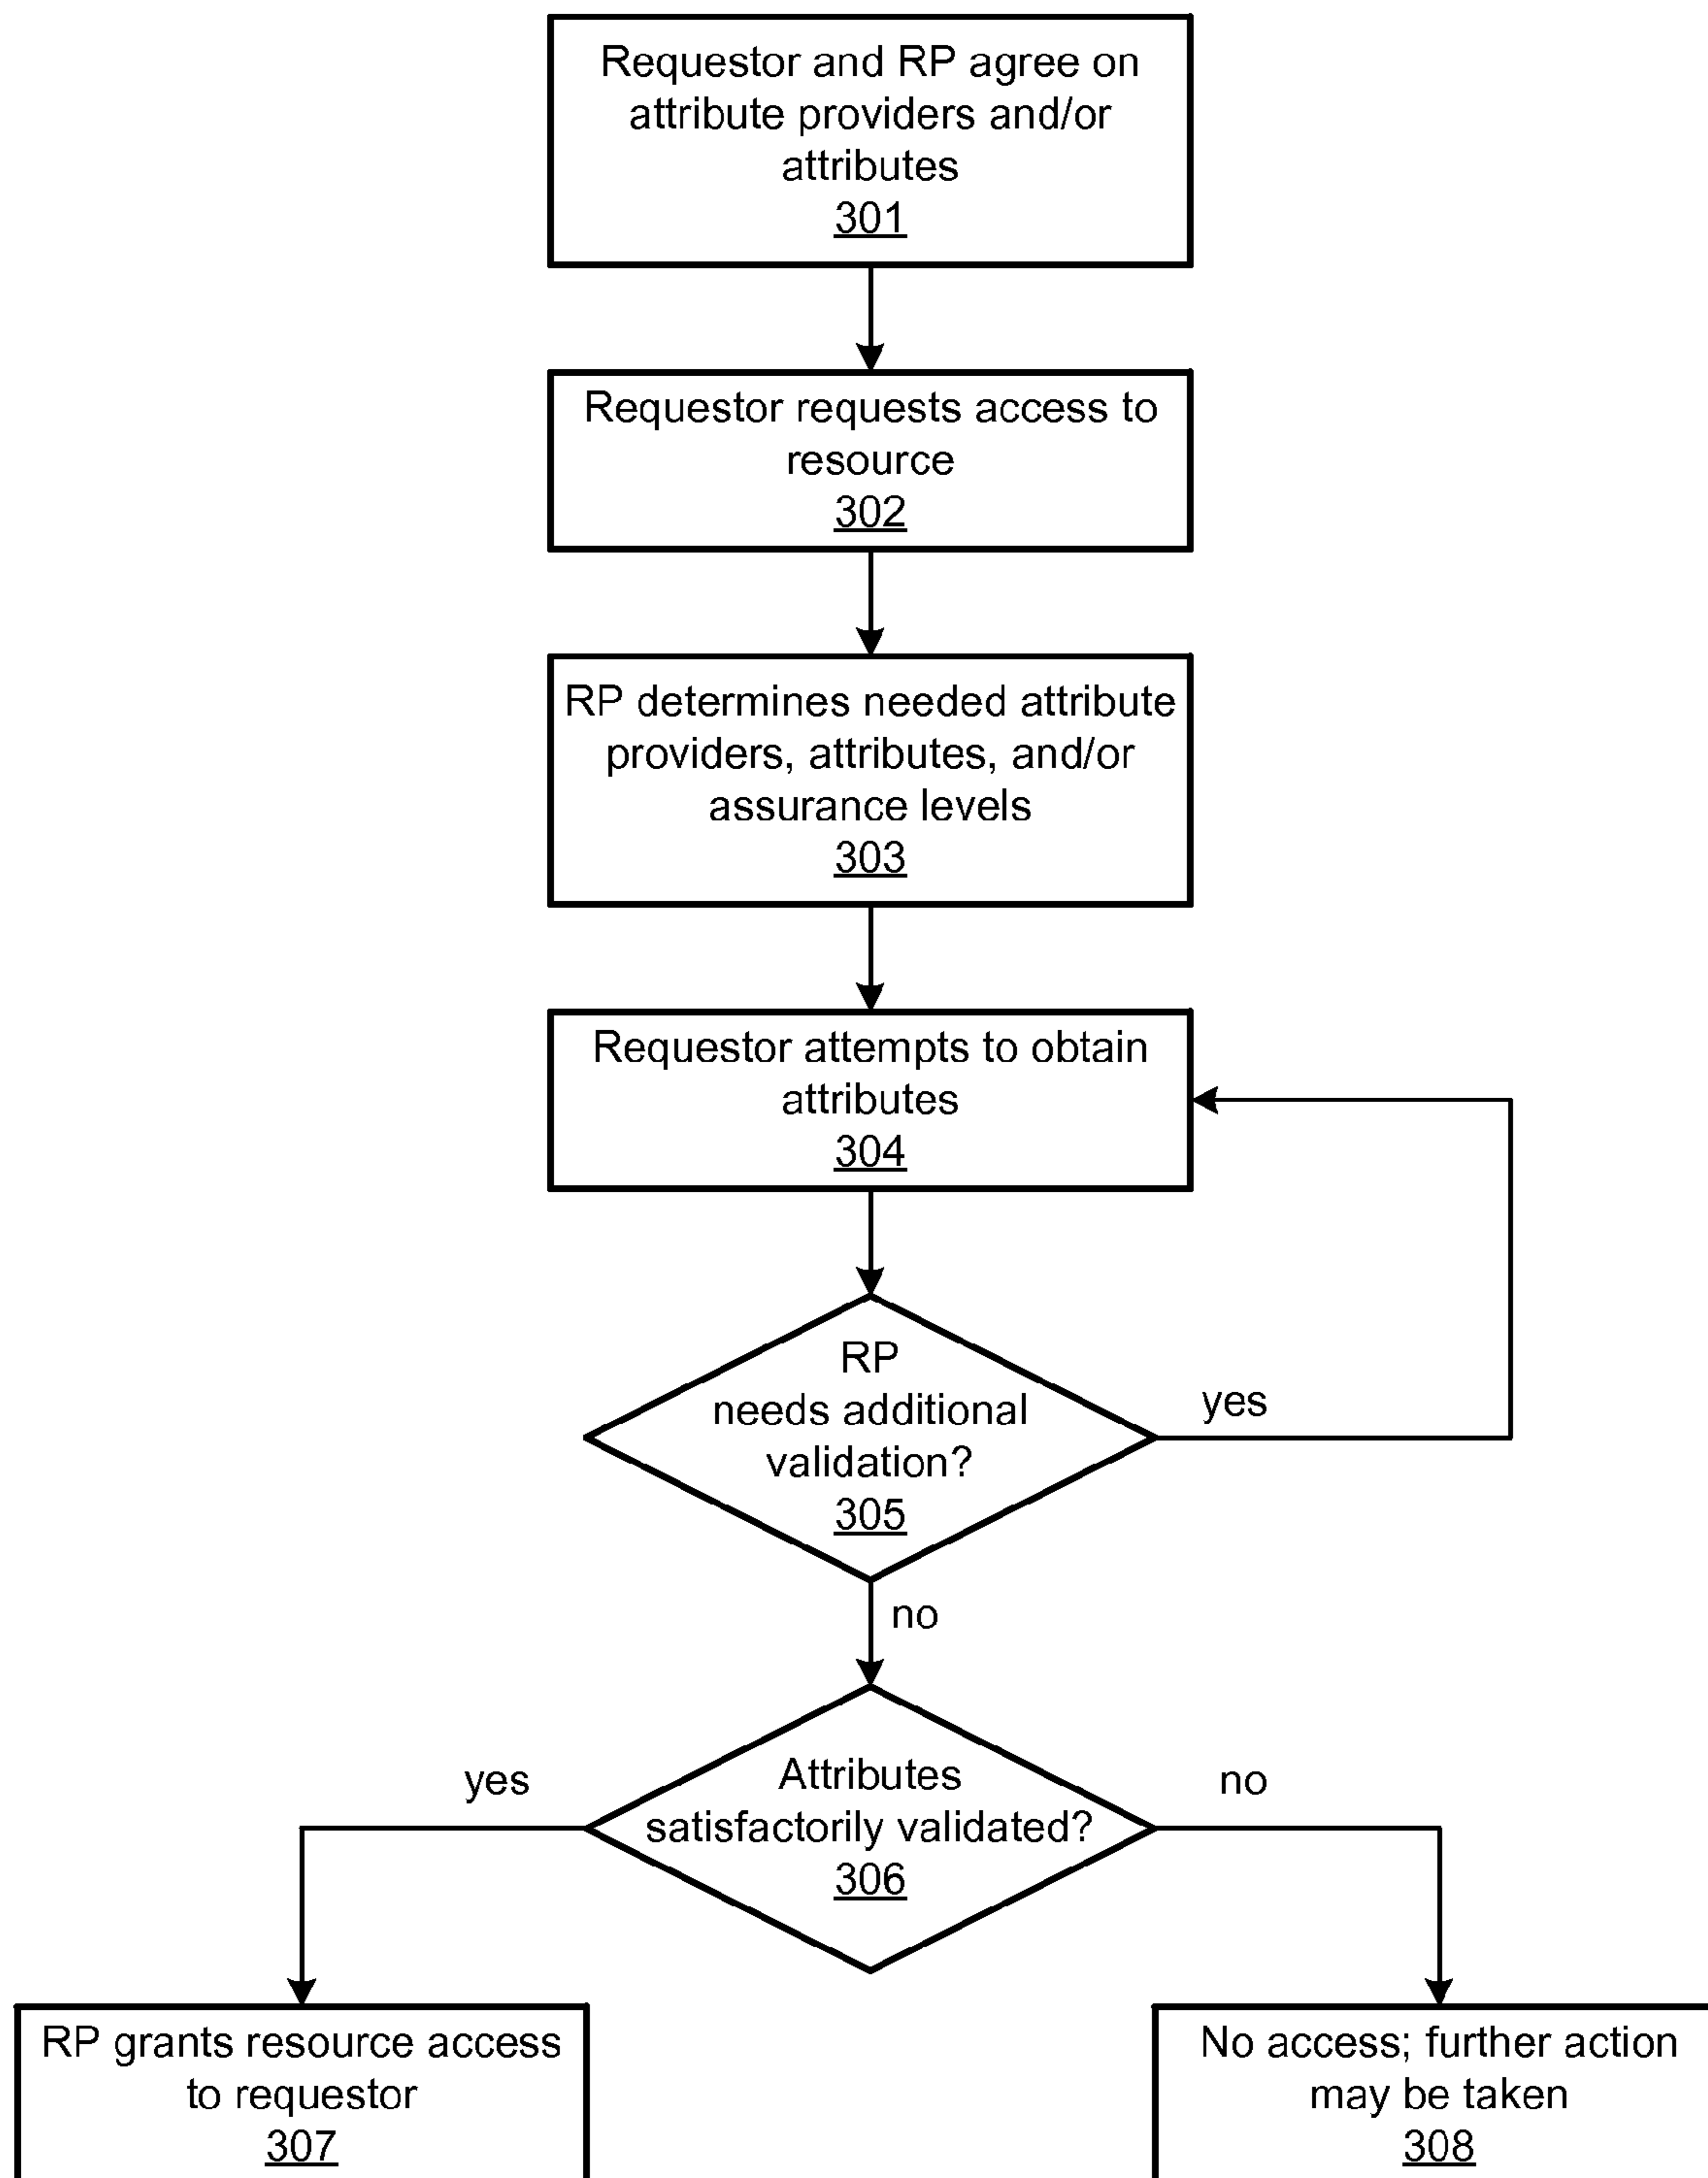 Requestor and RP agree on
attribute providers and/or
attributes
301
Requestor requests access to
resource
302
RP determines needed attribute
providers, attributes, and/or
assurance levels
303
Requestor attempts to obtain
attributes
304
RP
needs additional
validation?
305
yes
no
Attributes
satisfactorily validated?
306
yes
no
RP grants resource access
to requestor
307
No access; further action
may be taken
308